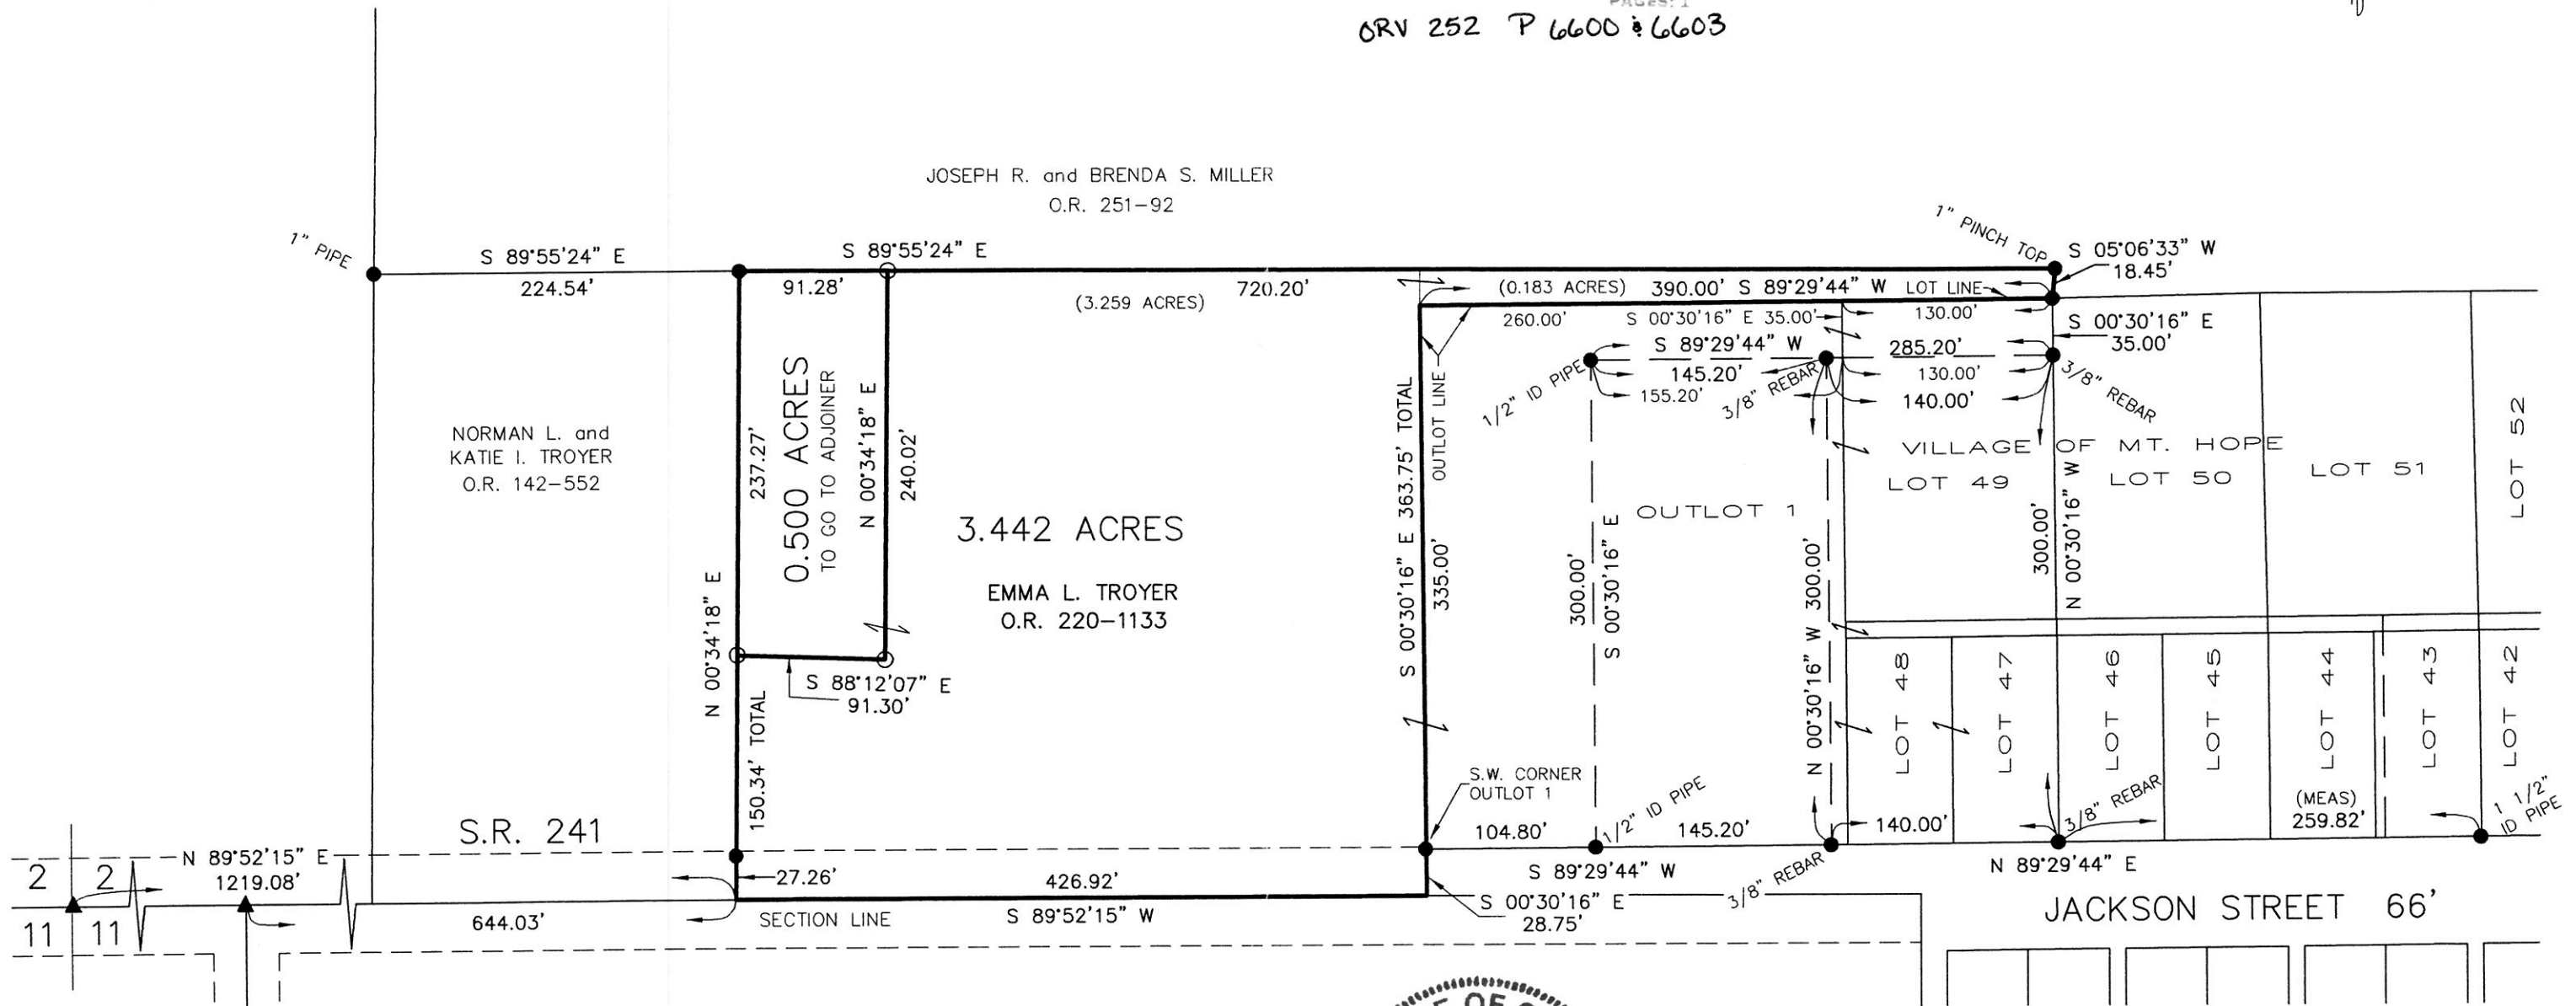 PAGES: 1
ORV 252 P 6600 & 6603
JOSEPH R. and BRENDA S. MILLER
O.R. 251-92
1" PIPE
S 89°55'24" E
224.54'
S 89°55'24" E
91.28'
720.20'
(3.259 ACRES)
1" PINCH TOP
S 05°06'33" W
18.45'
(0.183 ACRES)
390.00' S 89°29'44" W
LOT LINE
260.00'
S 00°30'16" E 35.00'
130.00'
S 00°30'16" E
35.00'
S 89°29'44" W
285.20'
145.20'
130.00'
155.20'
140.00'
1/2" ID PIPE
3/8" REBAR
3/8" REBAR
NORMAN L. and
KATIE I. TROYER
O.R. 142-552
237.27'
0.500 ACRES
TO GO TO ADJOINER
N 00°34'18" E
240.02'
3.442 ACRES
EMMA L. TROYER
O.R. 220-1133
S 00°30'16" E 363.75' TOTAL
335.00'
OUTLOT LINE
300.00'
S 00°30'16" E
OUTLOT 1
N 00°30'16" W 300.00'
VILLAGE OF MT. HOPE
LOT 49
LOT 50
LOT 51
LOT 52
300.00'
N 00°30'16" W
N 00°34'18" E
150.34' TOTAL
S 88°12'07" E
91.30'
LOT 48
LOT 47
LOT 46
LOT 45
LOT 44
LOT 43
LOT 42
S.W. CORNER
OUTLOT 1
1/2" ID PIPE
3/8" REBAR
(MEAS)
259.82'
1 1/2"
ID PIPE
S.R. 241
104.80'
145.20'
140.00'
N 89°52'15" E
1219.08'
2 2
11 11
27.26'
426.92'
S 89°29'44" W
3/8" REBAR
N 89°29'44" E
644.03'
SECTION LINE
S 89°52'15" W
S 00°30'16" E
28.75'
JACKSON STREET 66'
E OF